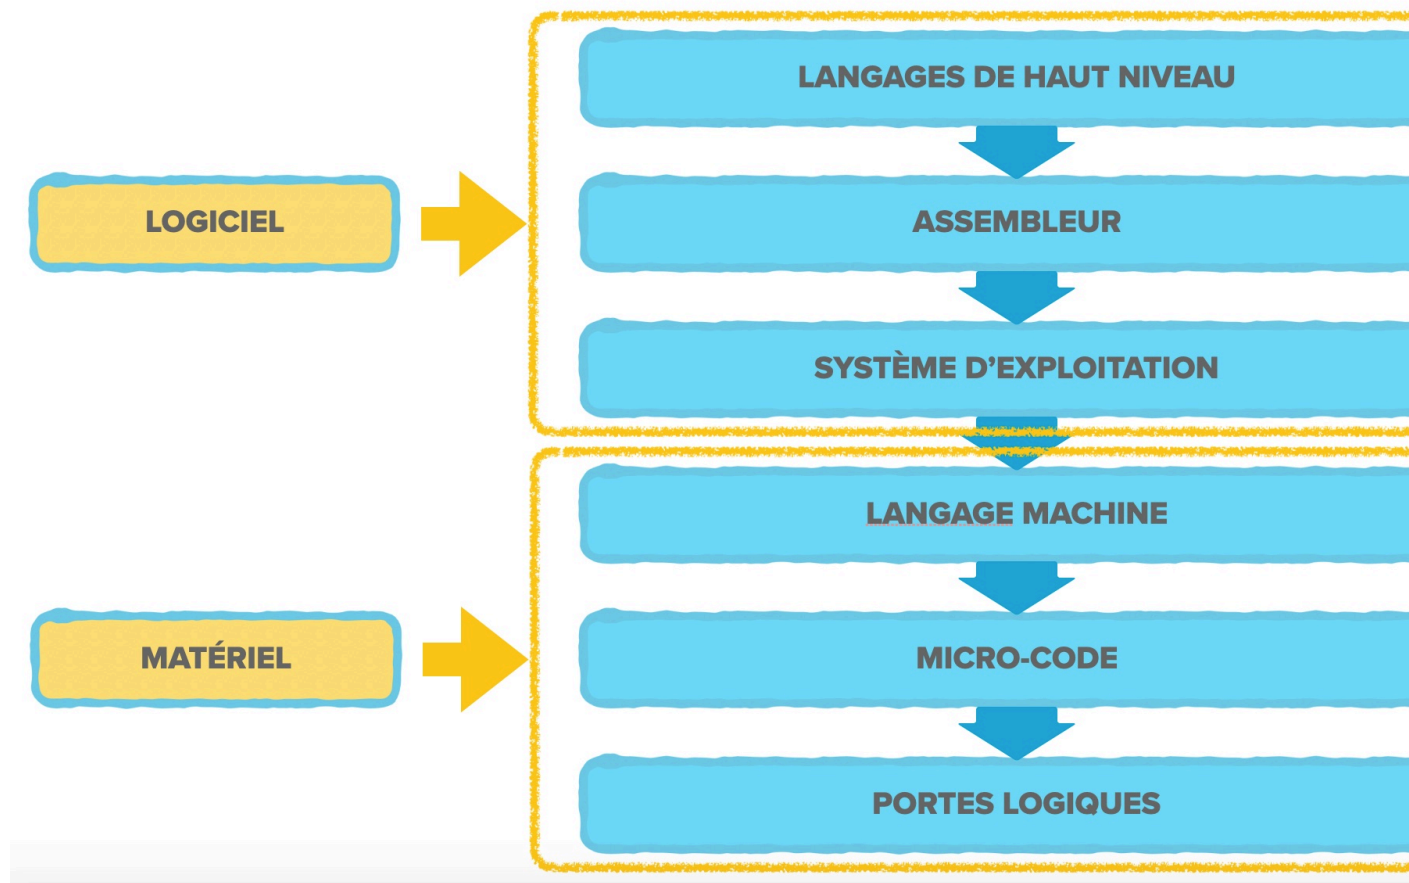 LANGAGES DE HAUT NIVEAU
LOGICIEL
ASSEMBLEUR
SYSTÈME D’EXPLOITATION
LANGAGE MACHINE
MATÉRIEL
MICRO-CODE
PORTES LOGIQUES